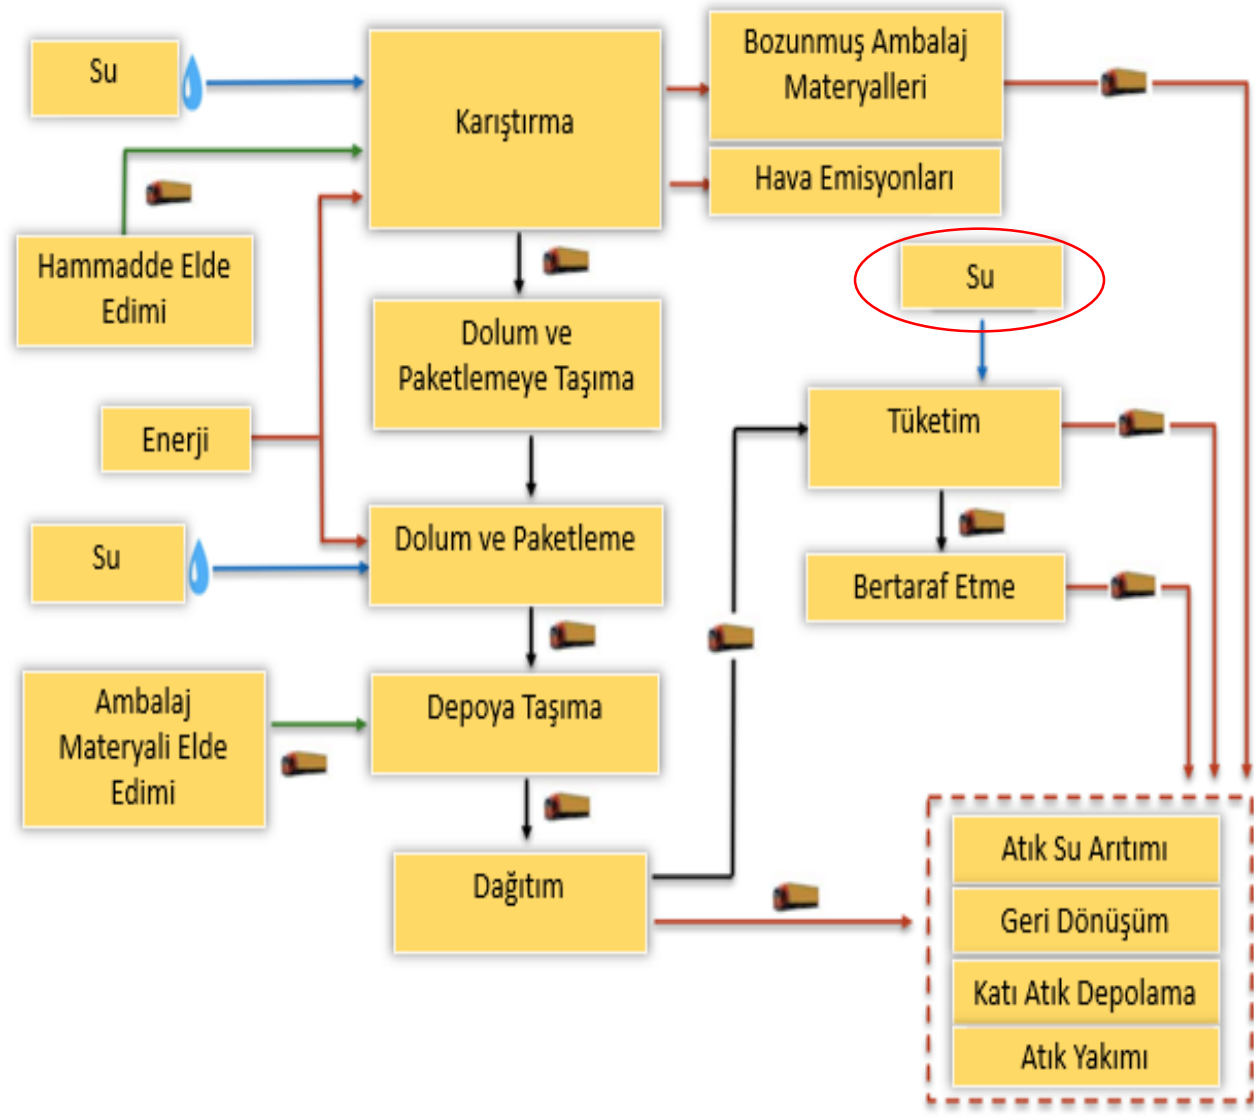 Su
Karıştırma
Bozunmuş Ambalaj
Materyalleri
Hava Emisyonları
Hammadde Elde
Edimi
Su
Dolum ve
Paketlemeye Taşıma
Enerji
Tüketim
Su
Dolum ve Paketleme
Bertaraf Etme
Ambalaj
Materyali Elde
Edimi
Depoya Taşıma
Dağıtım
Atık Su Arıtımı
Geri Dönüşüm
Katı Atık Depolama
Atık Yakımı